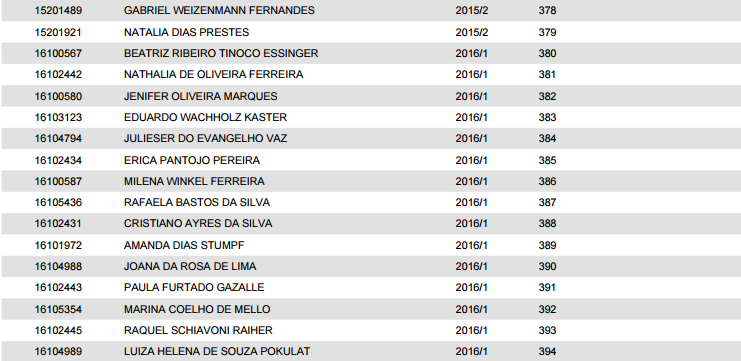 15201489 GABRIEL WEIZENMANN FERNANDES 2015/2 378
15201921 NATALIA DIAS PRESTES 2015/2 379
16100567 BEATRIZ RIBEIRO TINOCO ESSINGER 2016/1 380
16102442 NATHALIA DE OLIVEIRA FERREIRA 2016/1 381
16100580 JENIFER OLIVEIRA MARQUES 2016/1 382
16103123 EDUARDO WACHHOLZ KASTER 2016/1 383
16104794 JULIESER DO EVANGELHO VAZ 2016/1 384
16102434 ERICA PANTOJO PEREIRA 2016/1 385
16100587 MILENA WINKEL FERREIRA 2016/1 386
16105436 RAFAELA BASTOS DA SILVA 2016/1 387
16102431 CRISTIANO AYRES DA SILVA 2016/1 388
16101972 AMANDA DIAS STUMPF 2016/1 389
16104988 JOANA DA ROSA DE LIMA 2016/1 390
16102443 PAULA FURTADO GAZALLE 2016/1 391
16105354 MARINA COELHO DE MELLO 2016/1 392
16102445 RAQUEL SCHIAVONI RAIHER 2016/1 393
16104989 LUIZA HELENA DE SOUZA POKULAT 2016/1 394